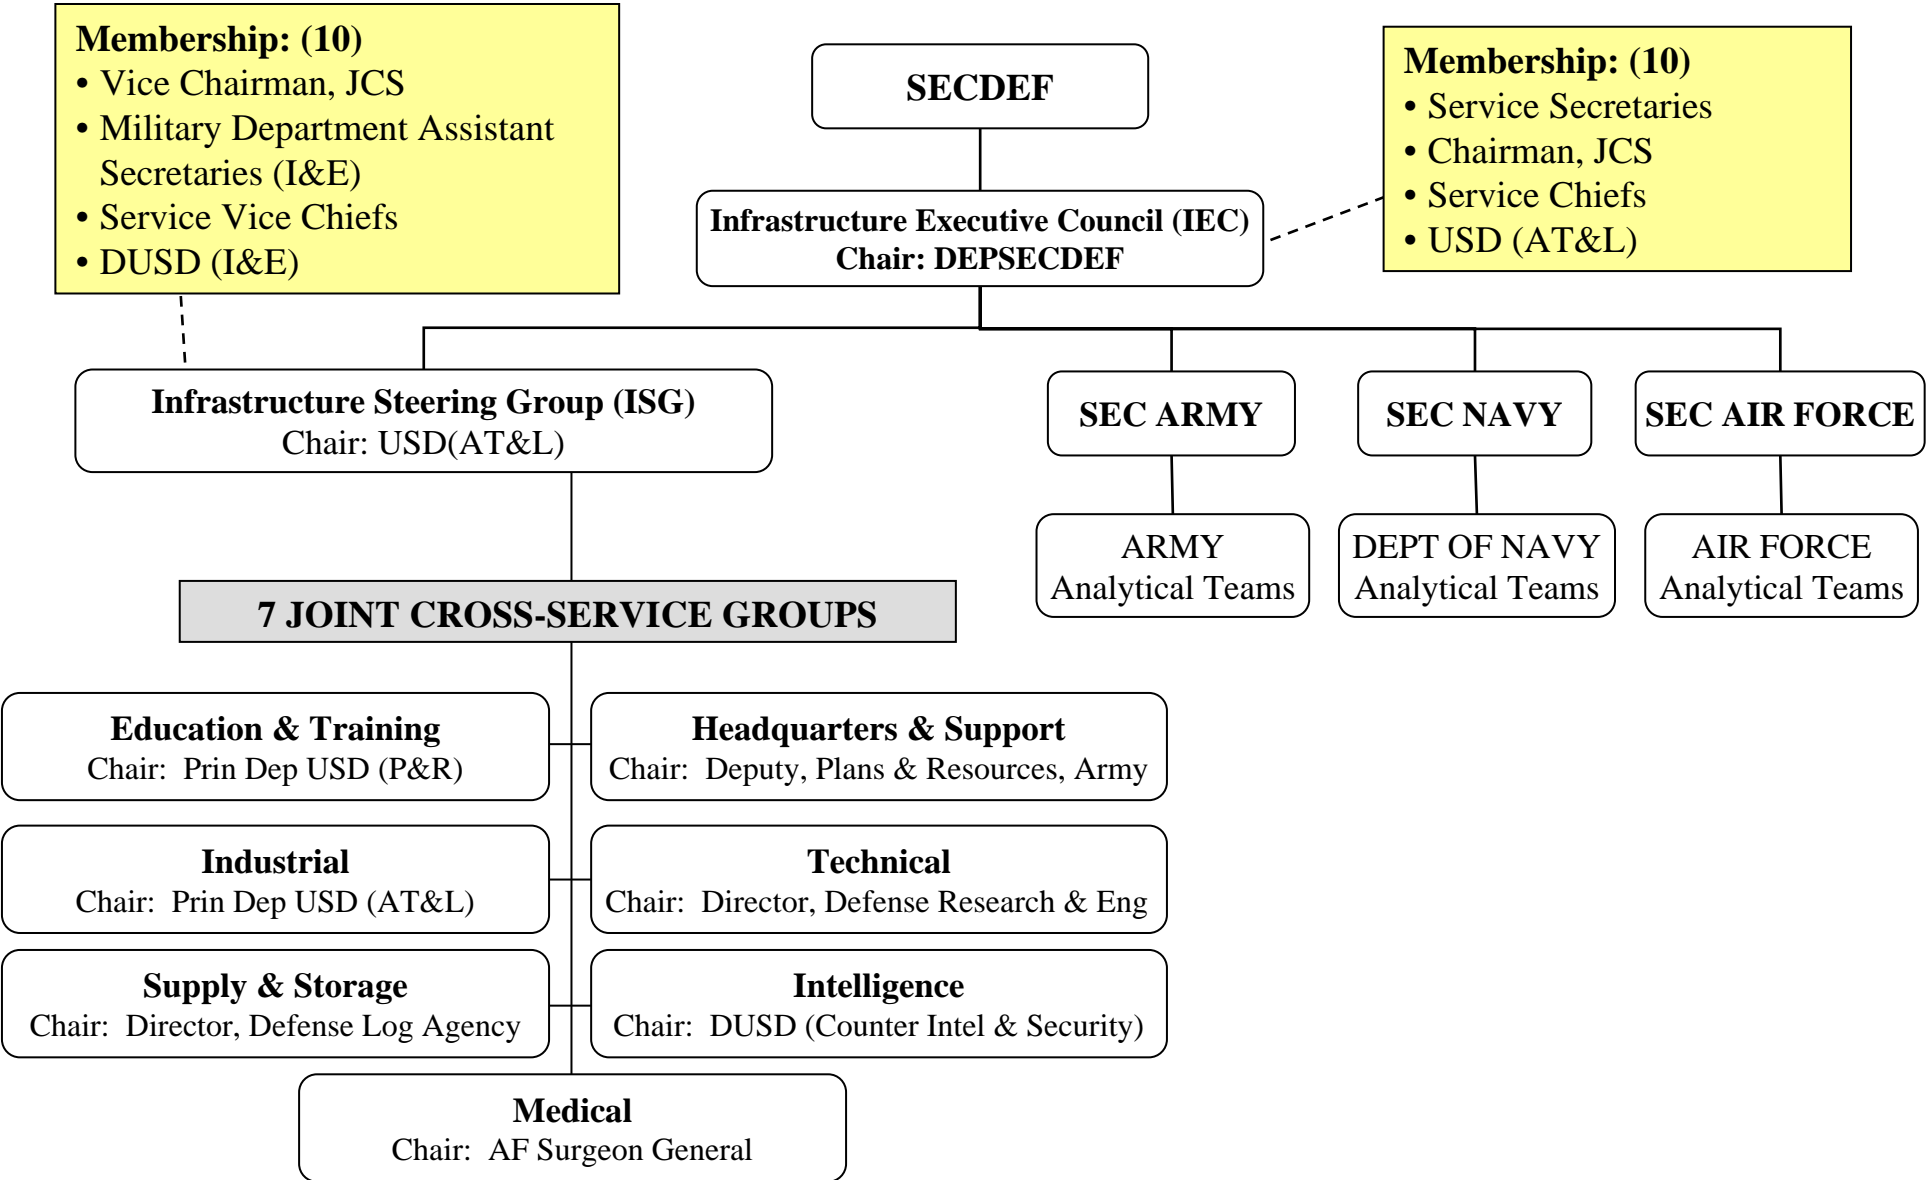 Membership: (10)
• Vice Chairman, JCS
• Military Department Assistant
Secretaries (I&E)
• Service Vice Chiefs
• DUSD (I&E)
SECDEF
Membership: (10)
• Service Secretaries
• Chairman, JCS
• Service Chiefs
• USD (AT&L)
Infrastructure Executive Council (IEC)
Chair: DEPSECDEF
Infrastructure Steering Group (ISG)
Chair: USD(AT&L)
SEC ARMY
SEC NAVY
SEC AIR FORCE
ARMY
Analytical Teams
DEPT OF NAVY
Analytical Teams
AIR FORCE
Analytical Teams
7 JOINT CROSS-SERVICE GROUPS
Education & Training
Chair: Prin Dep USD (P&R)
Headquarters & Support
Chair: Deputy, Plans & Resources, Army
Industrial
Chair: Prin Dep USD (AT&L)
Technical
Chair: Director, Defense Research & Eng
Supply & Storage
Chair: Director, Defense Log Agency
Intelligence
Chair: DUSD (Counter Intel & Security)
Medical
Chair: AF Surgeon General